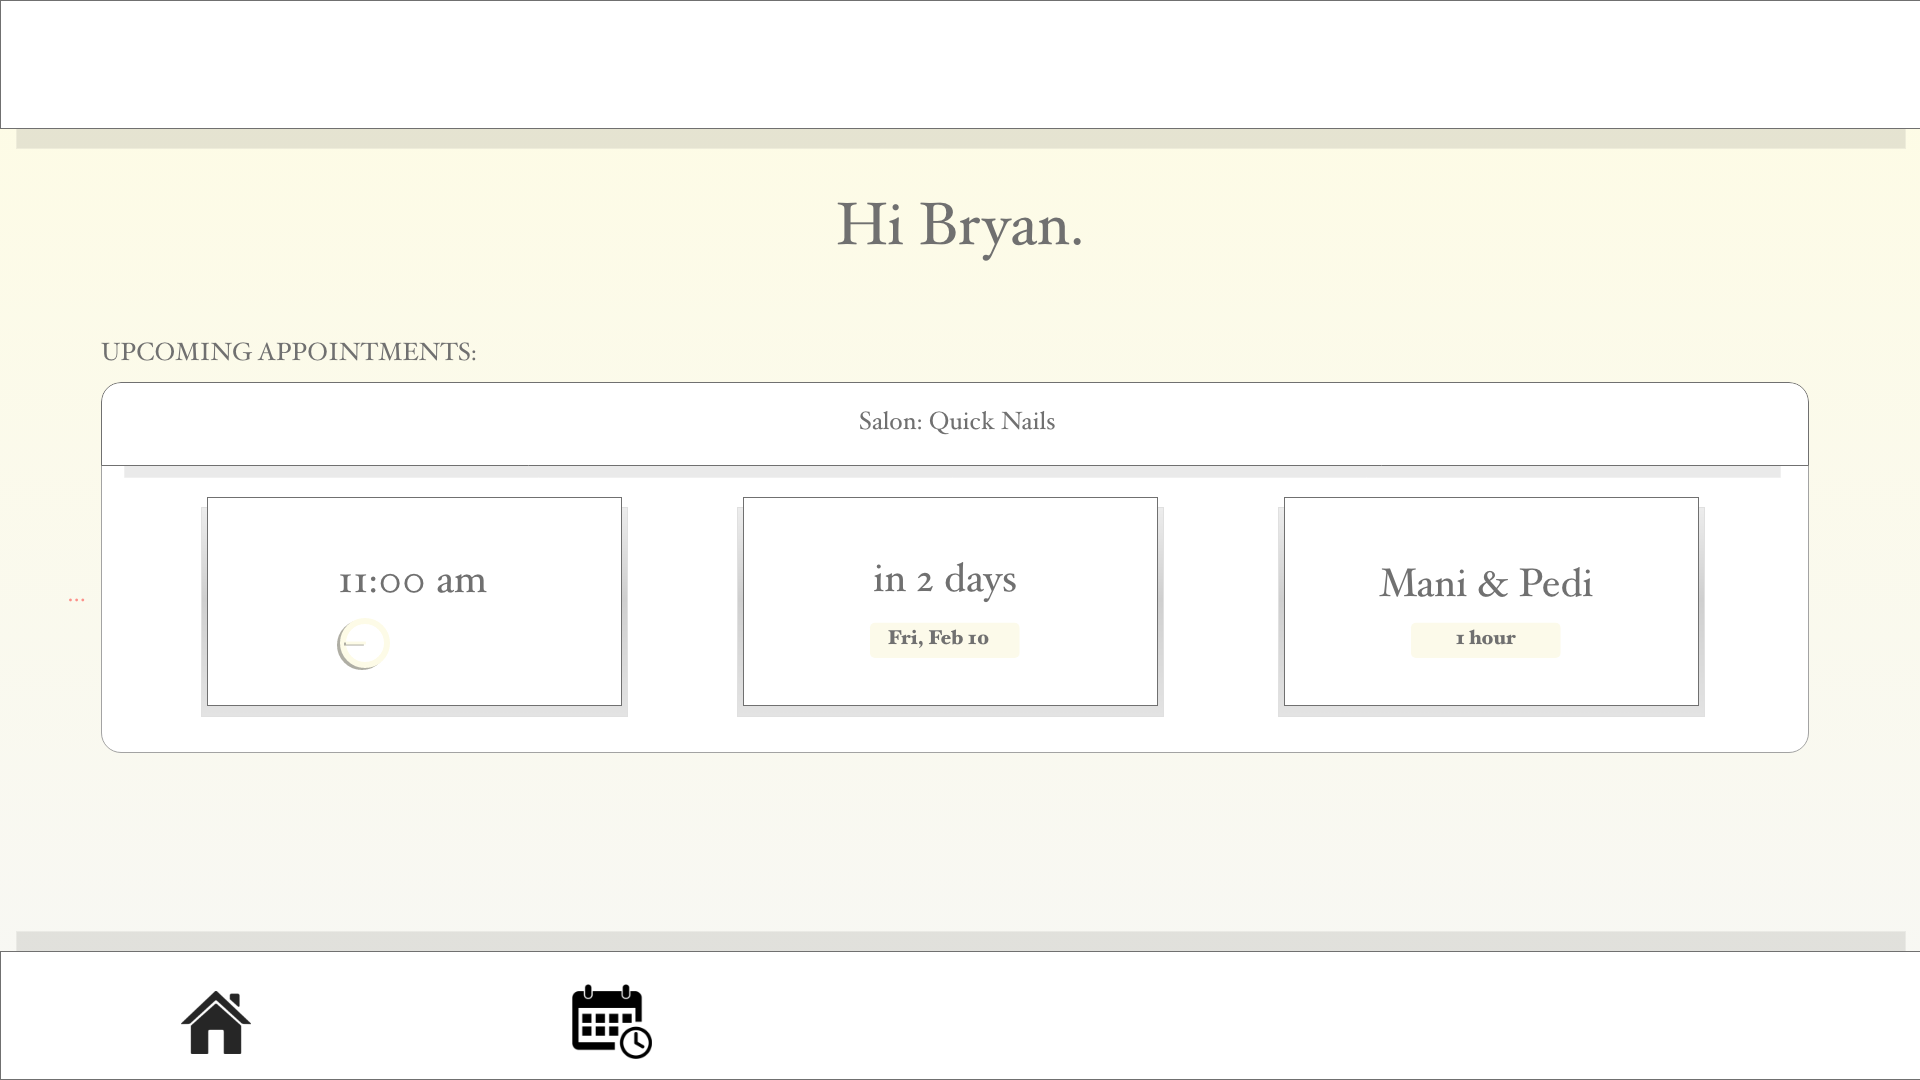 Hi Bryan.
UPCOMING APPOINTMENTS:
Salon: Quick Nails
11:00 am
in 2 days
Fri, Feb 10
Mani & Pedi
1 hour
...